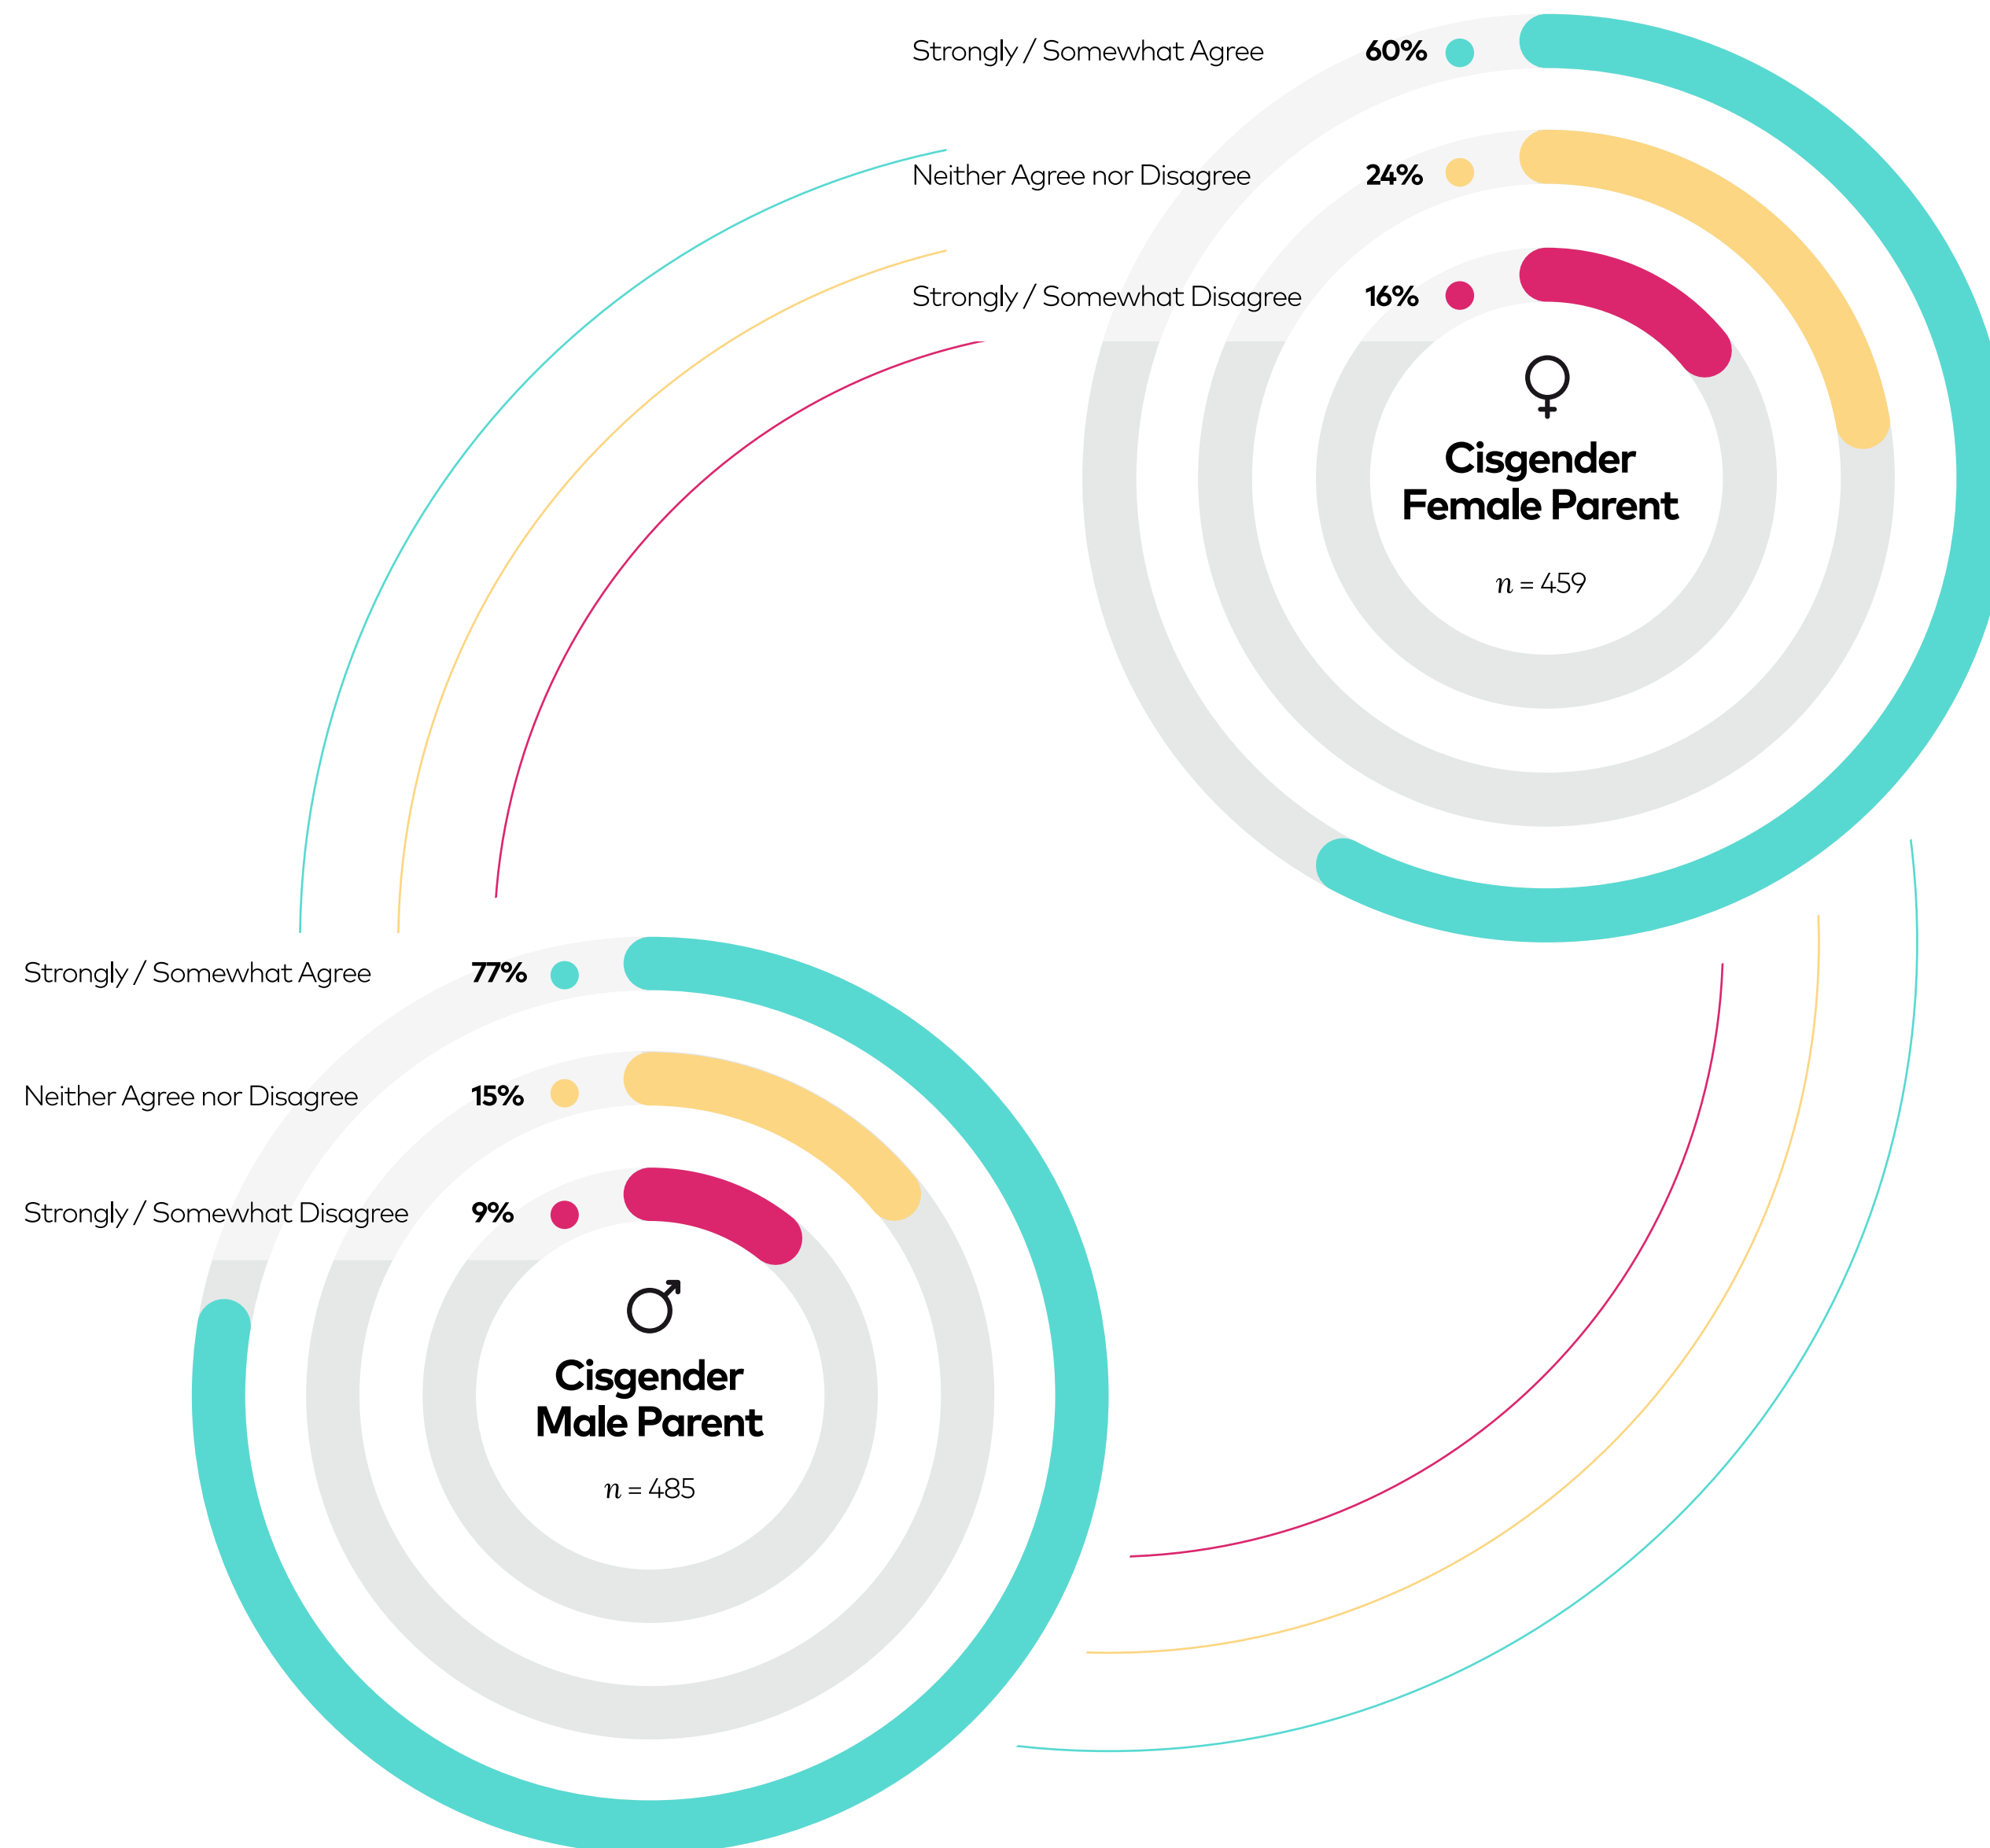 Strongly / Somewhat Agree 60%
Neither Agree nor Disagree 24%
Strongly / Somewhat Disagree 16%
Cisgender
Female Parent
n = 459
Strongly / Somewhat Agree 77%
Neither Agree nor Disagree 15%
Strongly / Somewhat Disagree 9%
Cisgender
Male Parent
n = 485